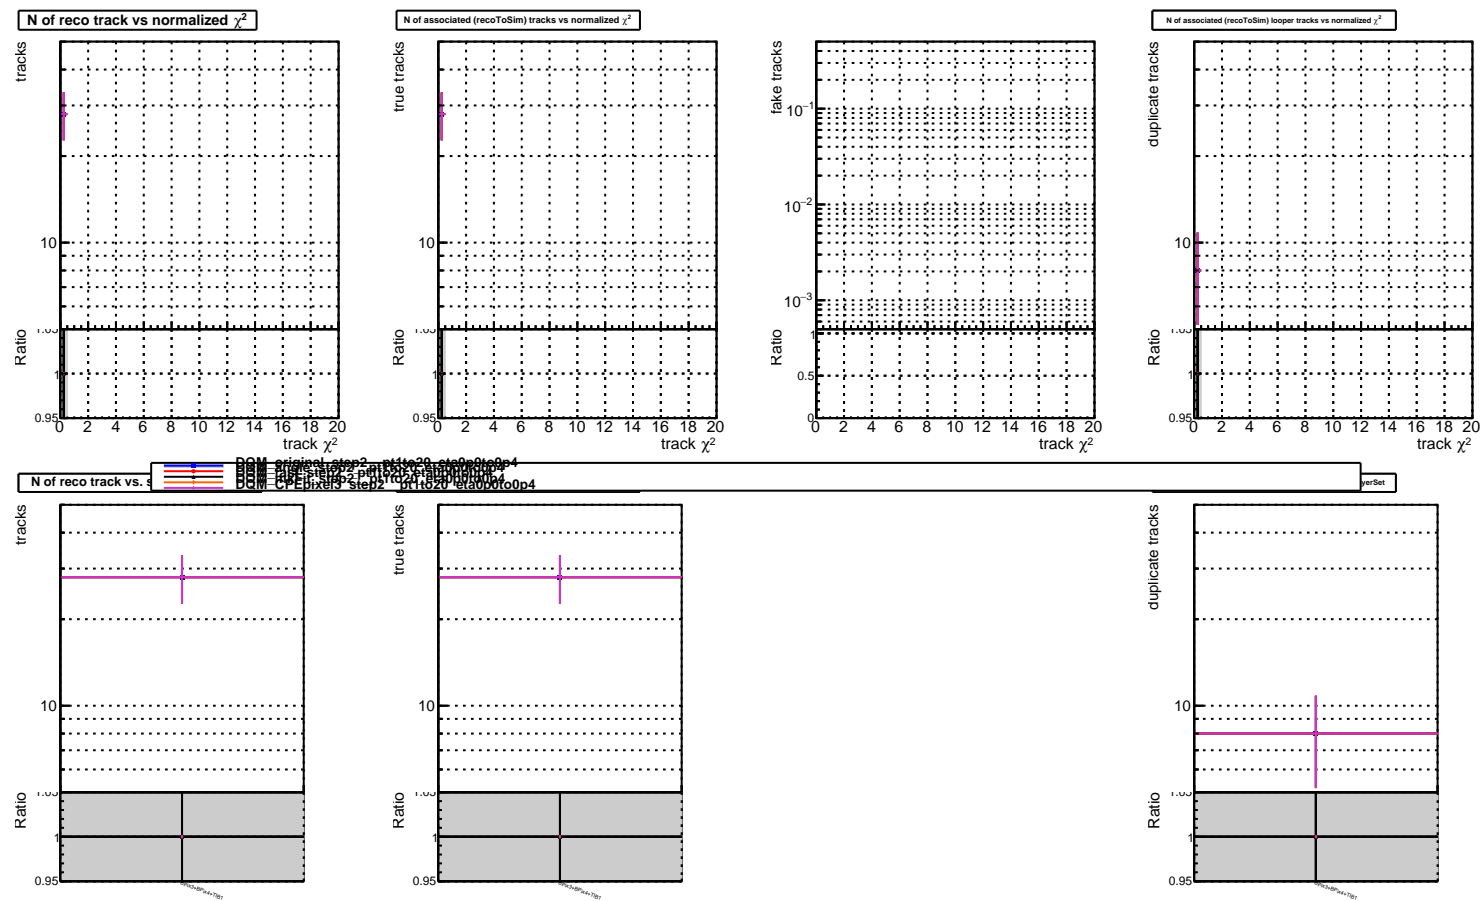 N of reco track vs normalized χ²
N of associated (recoToSim) tracks vs normalized χ²
N of associated (recoToSim) looper tracks vs normalized χ²
tracks
10
Ratio
1
0.95
0 2 4 6 8 10 12 14 16 18 20
track χ²
true tracks
10
Ratio
1
0.95
0 2 4 6 8 10 12 14 16 18 20
track χ²
fake tracks
10⁻¹
10⁻²
10⁻³
Ratio
1
0.5
0
0 2 4 6 8 10 12 14 16 18 20
track χ²
duplicate tracks
10
Ratio
1
0.95
0 2 4 6 8 10 12 14 16 18 20
track χ²
N of reco track vs. s
yerSet
DQM_original_step2__pt1to20_eta0p0to0p4
DQM_CPEpixel3_step2__pt1to20_eta0p0to0p4
tracks
10
Ratio
1
0.95
true tracks
10
Ratio
1
0.95
duplicate tracks
10
Ratio
1
0.95